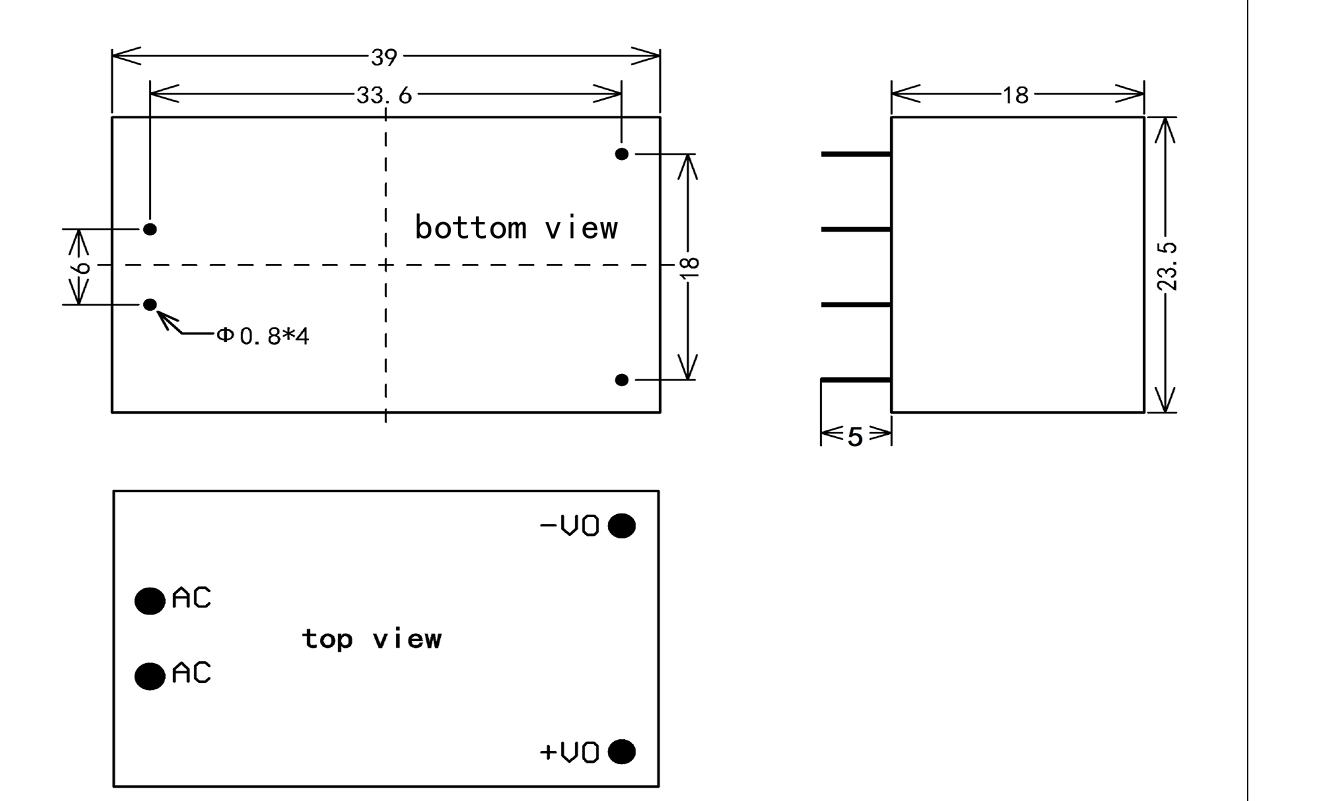 39
33.6
18
bottom view
6
18
23.5
Φ0.8*4
5
-VO
AC
top view
AC
+VO